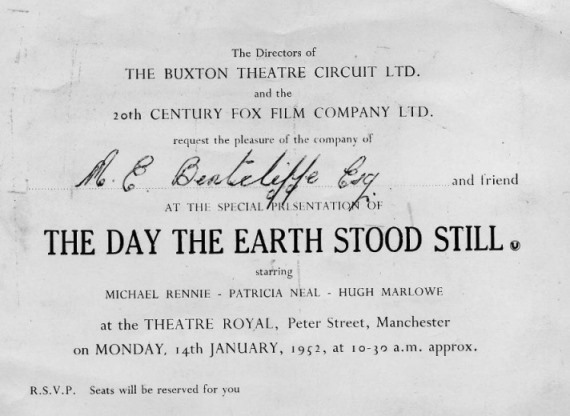 The Directors of
THE BUXTON THEATRE CIRCUIT LTD.
and the
20th CENTURY FOX FILM COMPANY LTD.
request the pleasure of the company of
M. E. Bentcliffe Esq. and friend
AT THE SPECIAL PRESENTATION OF
THE DAY THE EARTH STOOD STILL. U
starring
MICHAEL RENNIE - PATRICIA NEAL - HUGH MARLOWE
at the THEATRE ROYAL, Peter Street, Manchester
on MONDAY, 14th JANUARY, 1952, at 10-30 a.m. approx.
R.S.V.P. Seats will be reserved for you